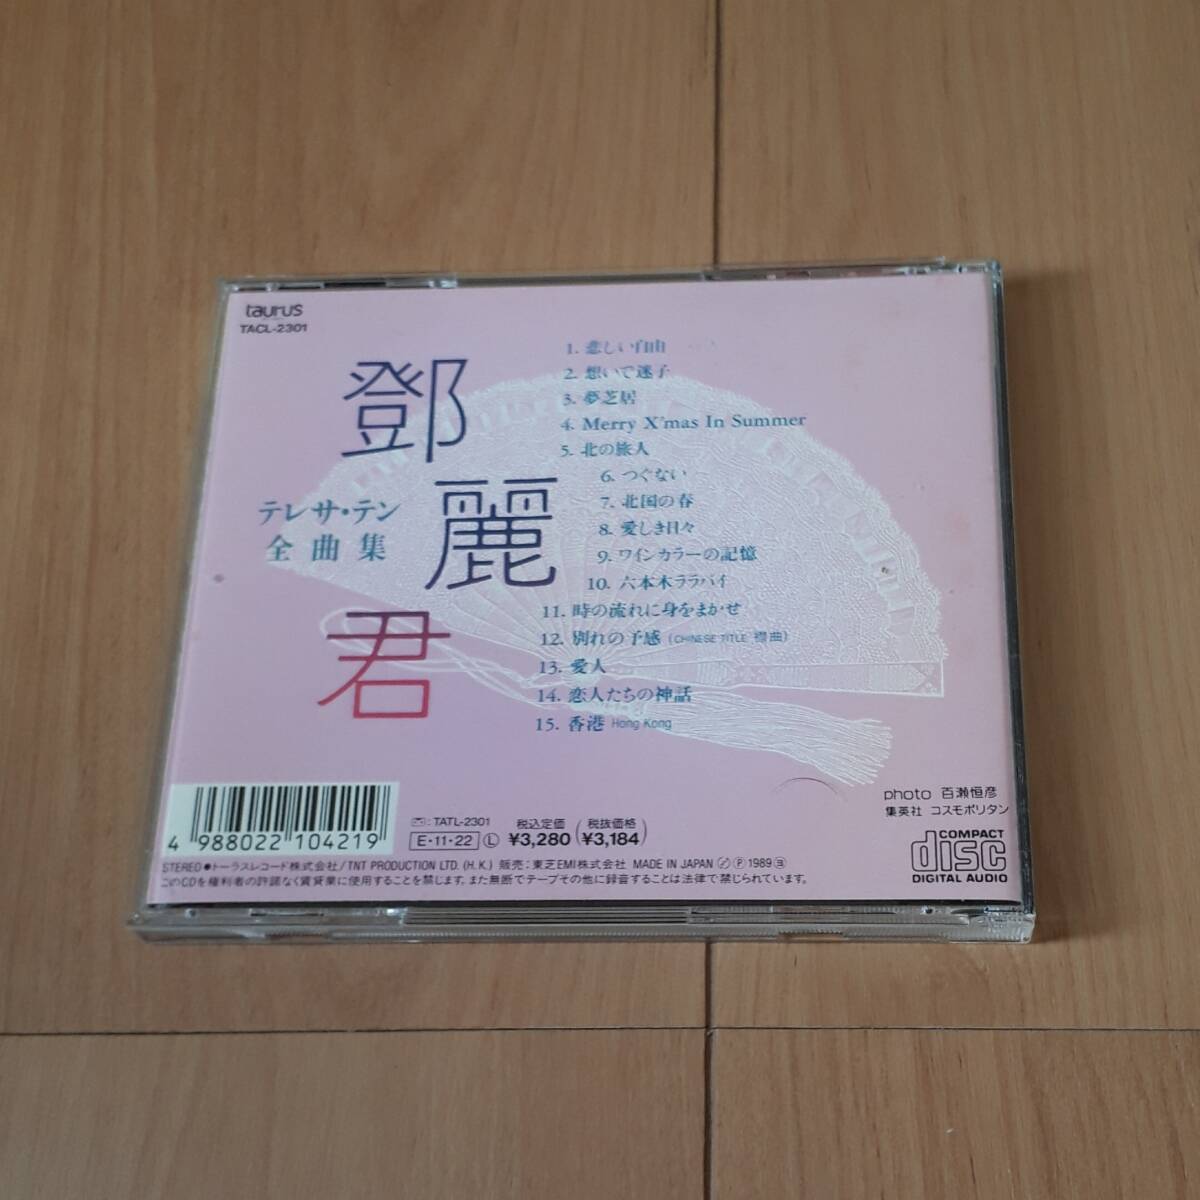 taurus
TACL-2301
鄧麗君
テレサ・テン
全曲集
1. 悲しい自由
2. 想いで迷子
3. 夢芝居
4. Merry X'mas In Summer
5. 北の旅人
6. つぐない
7. 北国の春
8. 愛しき日々
9. ワインカラーの記憶
10. 六本木ララバイ
11. 時の流れに身をまかせ
12. 別れの予感 (CHINESE TITLE 襟曲)
13. 愛人
14. 恋人たちの神話
15. 香港 Hong Kong
photo 百瀬恒彦
集英社 コスモポリタン
4 988022 104219
: TATL-2301
E・11・22 L
税込定価 ¥3,280 (税抜価格 ¥3,184)
COMPACT
disc
DIGITAL AUDIO
STEREO●トーラスレコード株式会社/TNT PRODUCTION LTD. (H.K.) 販売：東芝EMI株式会社 MADE IN JAPAN Ⓟ 1989
このCDを権利者の許諾なく賃貸業に使用することを禁じます。また無断でテープその他に録音することは法律で禁じられています。